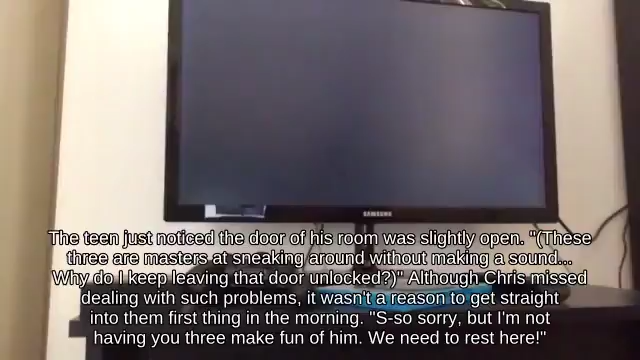 SAMSUNG
The teen just noticed the door of his room was slightly open. "(These
three are masters at sneaking around without making a sound...
Why do I keep leaving that door unlocked?)" Although Chris missed
dealing with such problems, it wasn't a reason to get straight
into them first thing in the morning. "S-so sorry, but I'm not
having you three make fun of him. We need to rest here!"